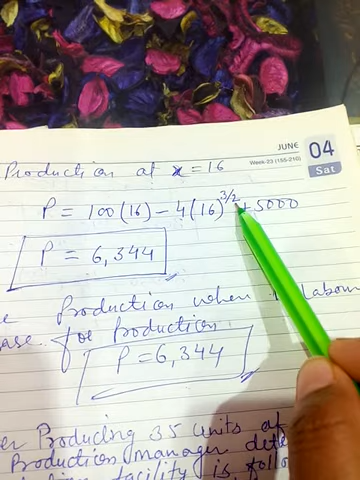 JUNE 04
Week-23 (155-210) Sat
Production at x = 16
P = 100(16) - 4(16)^3/2 + 5000
P = 6,344
Production when labour
for Production
P = 6,344
Producing 35 units of
Production manager
facility is